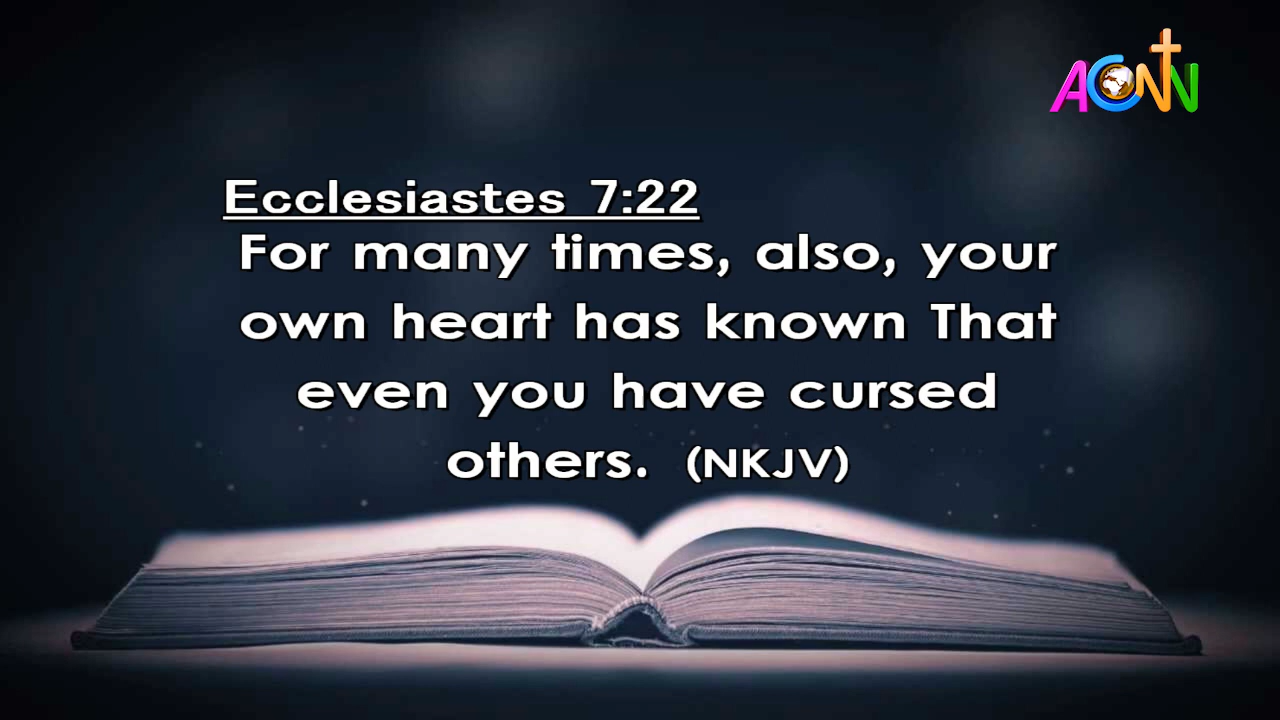 ACNN
Ecclesiastes 7:22
For many times, also, your
own heart has known That
even you have cursed
others. (NKJV)